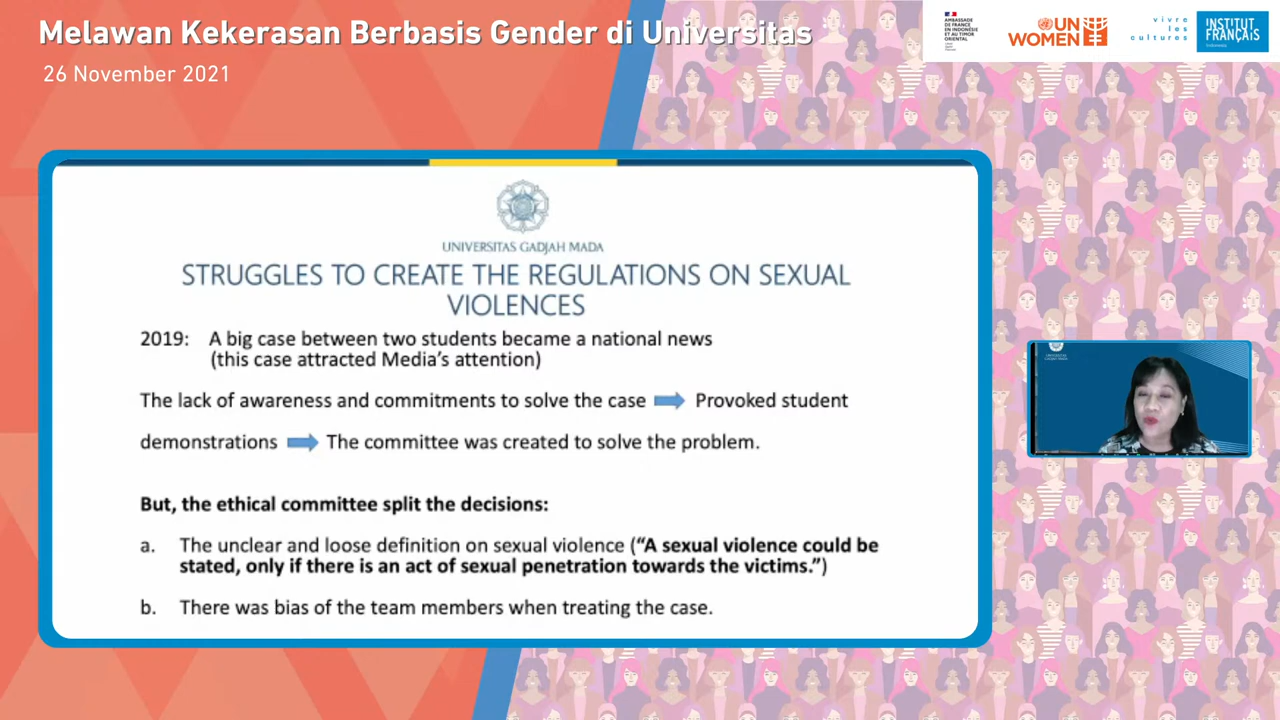 Melawan Kekerasan Berbasis Gender di Universitas
26 November 2021
AMBASSADE
DE FRANCE
EN INDONÉSIE
ET AU TIMOR
ORIENTAL
UN
WOMEN
vivre
les
cultures
INSTITUT
FRANÇAIS
Indonesia
UNIVERSITAS GADJAH MADA
STRUGGLES TO CREATE THE REGULATIONS ON SEXUAL
VIOLENCES
2019: A big case between two students became a national news
(this case attracted Media's attention)
The lack of awareness and commitments to solve the case Provoked student
demonstrations The committee was created to solve the problem.
But, the ethical committee split the decisions:
a. The unclear and loose definition on sexual violence (“A sexual violence could be
stated, only if there is an act of sexual penetration towards the victims.”)
b. There was bias of the team members when treating the case.